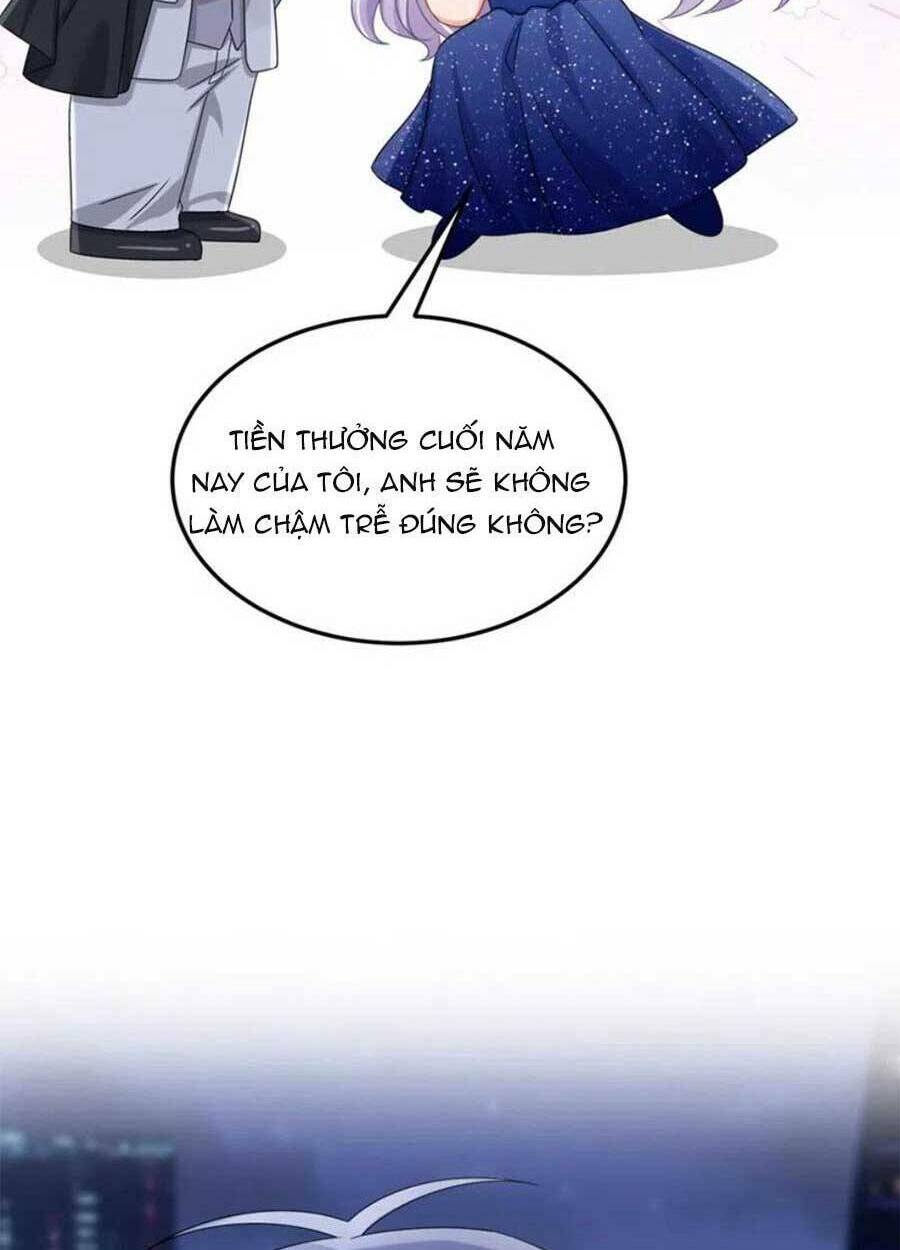 TIỀN THƯỞNG CUỐI NĂM
NAY CỦA TÔI, ANH SẼ KHÔNG
LÀM CHẬM TRỄ ĐÚNG KHÔNG?